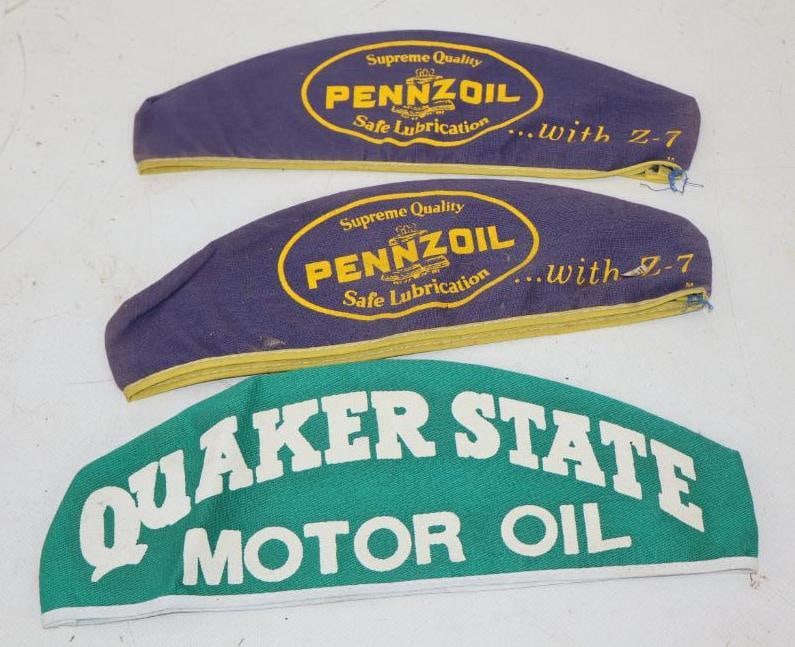 Supreme Quality
PENNZOIL
Safe Lubrication
...with Z-7
Supreme Quality
PENNZOIL
Safe Lubrication
...with Z-7
QUAKER STATE
MOTOR OIL